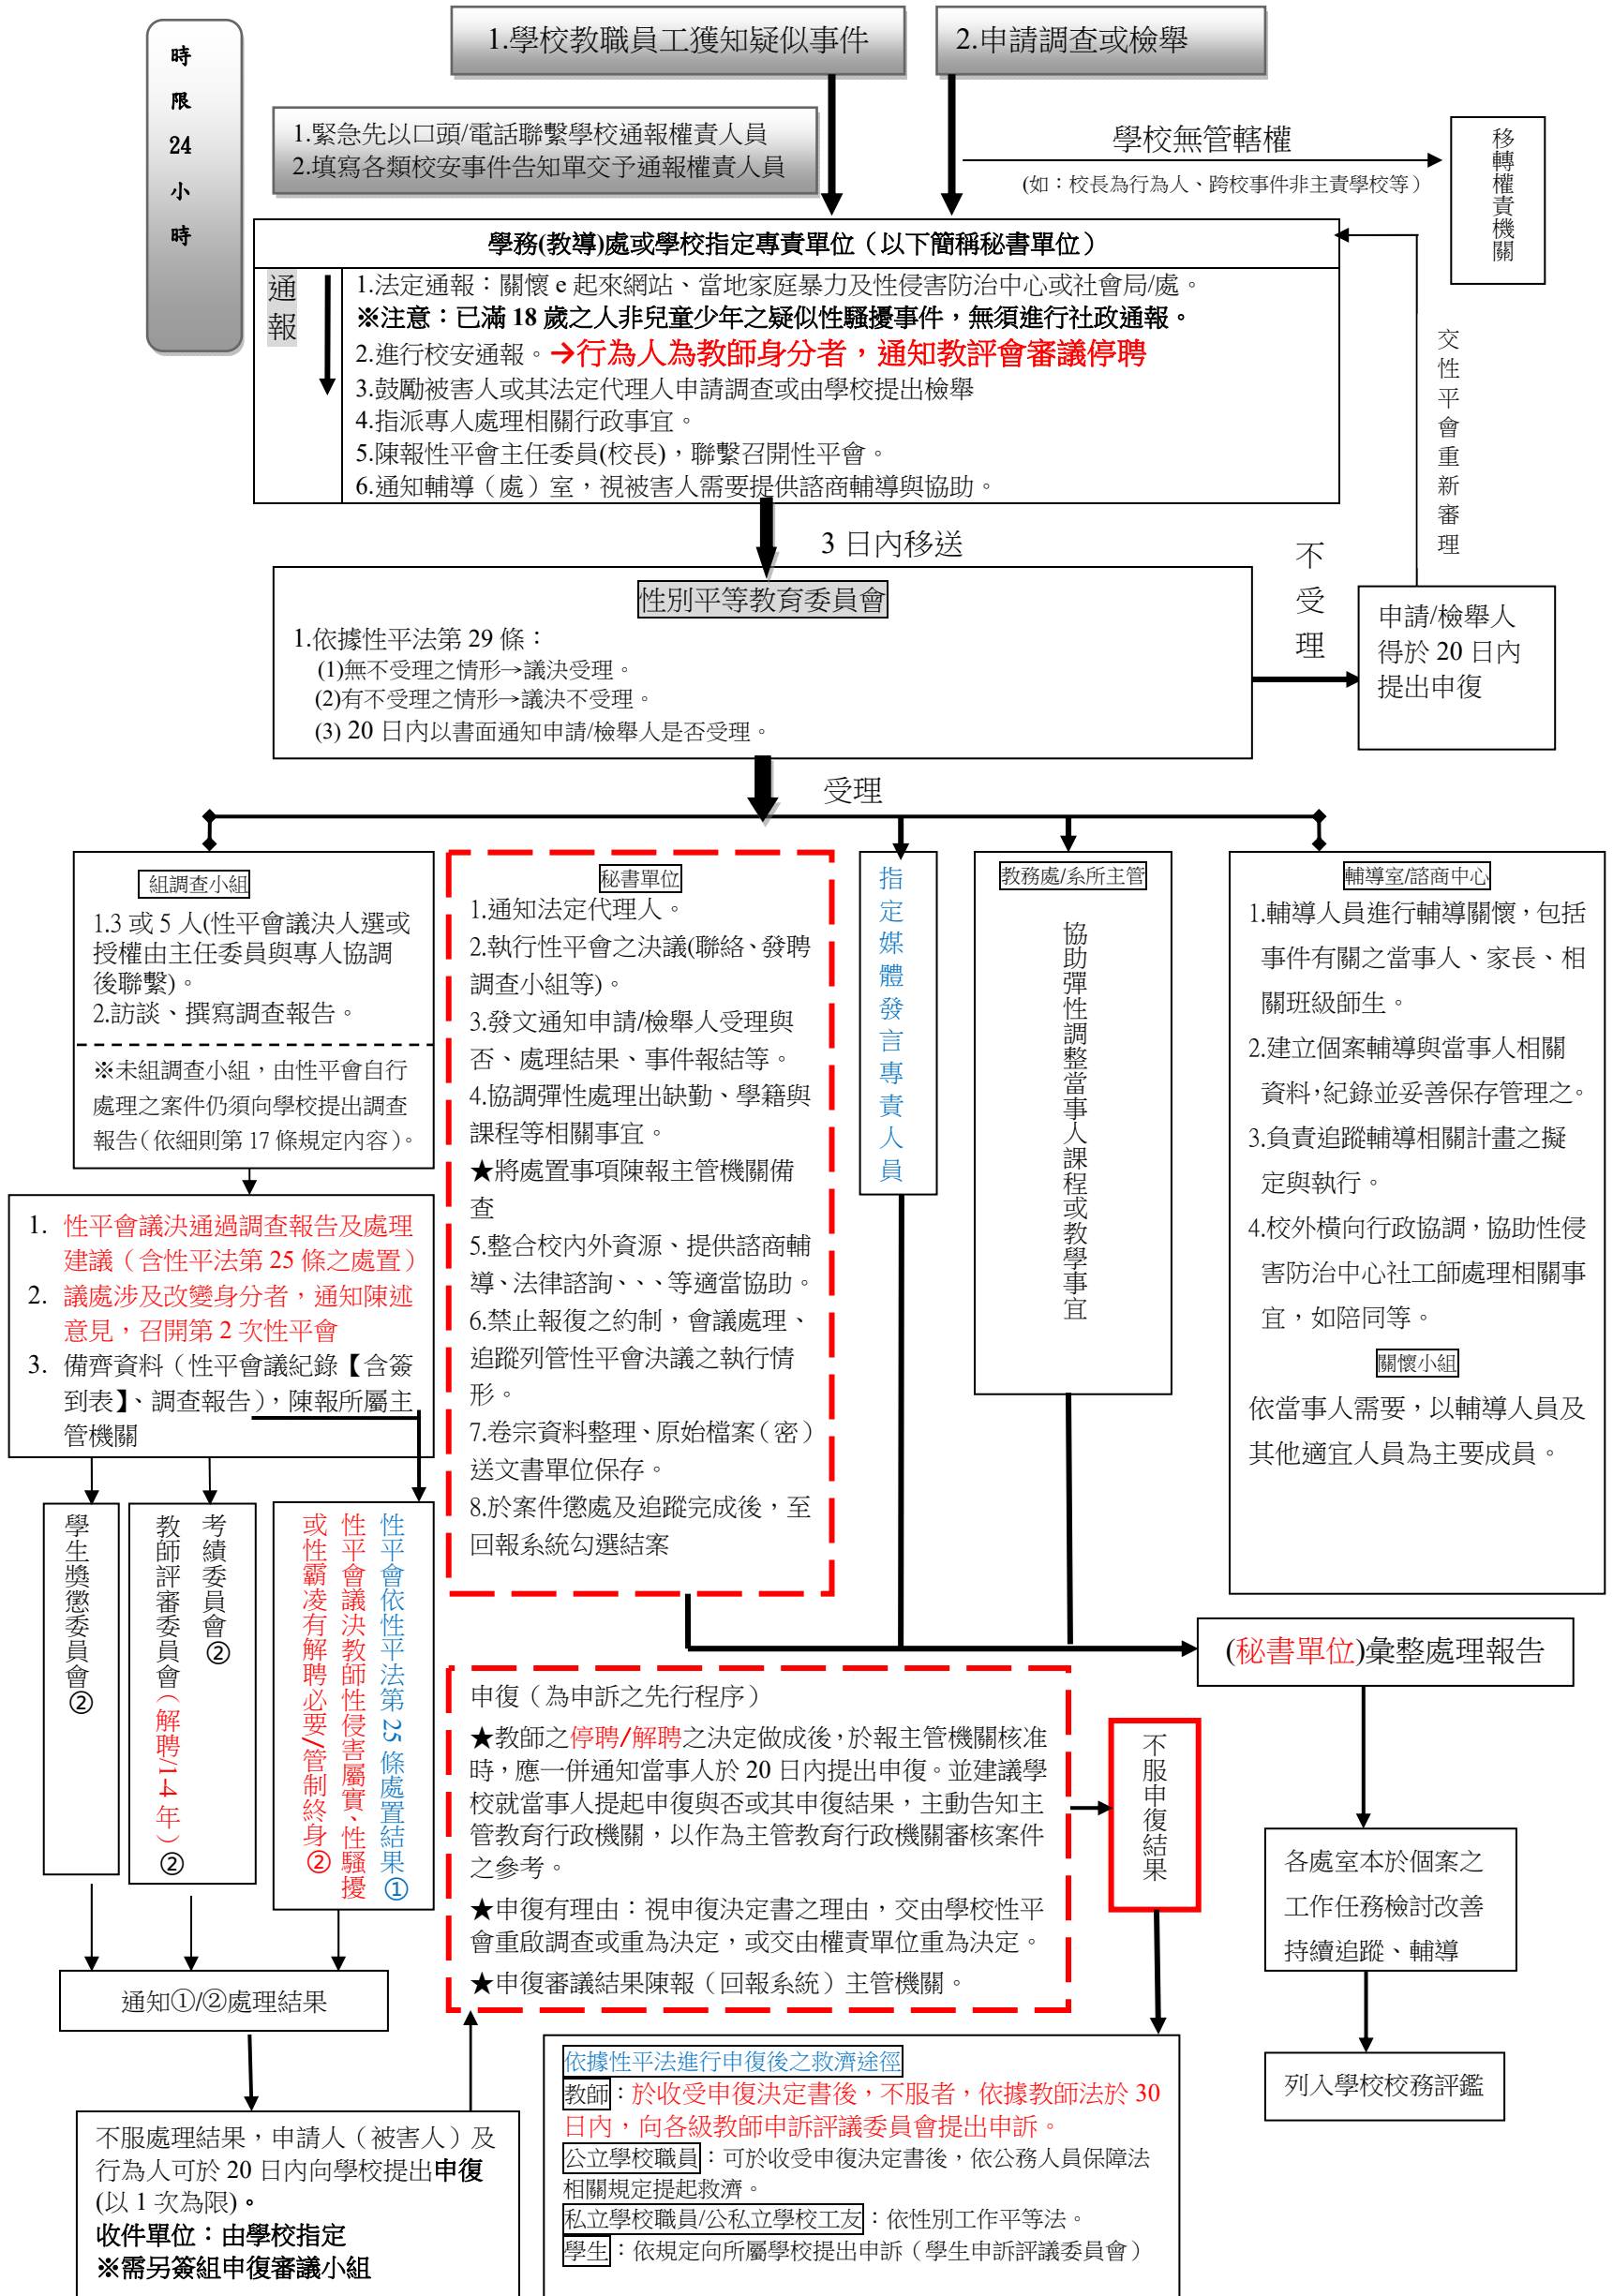 時
限
24
小
時
1.學校教職員工獲知疑似事件
2.申請調查或檢舉
1.緊急先以口頭/電話聯繫學校通報權責人員
2.填寫各類校安事件告知單交予通報權責人員
學校無管轄權
(如：校長為行為人、跨校事件非主責學校等）
移轉權責機關
學務(教導)處或學校指定專責單位（以下簡稱秘書單位）
通報
1.法定通報：關懷 e 起來網站、當地家庭暴力及性侵害防治中心或社會局/處。
※注意：已滿 18 歲之人非兒童少年之疑似性騷擾事件，無須進行社政通報。
2.進行校安通報。→行為人為教師身分者，通知教評會審議停聘
3.鼓勵被害人或其法定代理人申請調查或由學校提出檢舉
4.指派專人處理相關行政事宜。
5.陳報性平會主任委員(校長)，聯繫召開性平會。
6.通知輔導（處）室，視被害人需要提供諮商輔導與協助。
交性平會重新審理
3 日內移送
不受理
性別平等教育委員會
1.依據性平法第 29 條：
(1)無不受理之情形→議決受理。
(2)有不受理之情形→議決不受理。
(3) 20 日內以書面通知申請/檢舉人是否受理。
申請/檢舉人
得於 20 日內
提出申復
受理
組調查小組
1.3 或 5 人(性平會議決人選或
授權由主任委員與專人協調
後聯繫)。
2.訪談、撰寫調查報告。
※未組調查小組，由性平會自行
處理之案件仍須向學校提出調查
報告（依細則第 17 條規定內容）。
1. 性平會議決通過調查報告及處理
建議（含性平法第 25 條之處置）
2. 議處涉及改變身分者，通知陳述
意見，召開第 2 次性平會
3. 備齊資料（性平會議紀錄【含簽
到表】、調查報告），陳報所屬主
管機關
秘書單位
1.通知法定代理人。
2.執行性平會之決議(聯絡、發聘
調查小組等)。
3.發文通知申請/檢舉人受理與
否、處理結果、事件報結等。
4.協調彈性處理出缺勤、學籍與
課程等相關事宜。
★將處置事項陳報主管機關備
查
5.整合校內外資源、提供諮商輔
導、法律諮詢、、、等適當協助。
6.禁止報復之約制，會議處理、
追蹤列管性平會決議之執行情
形。
7.卷宗資料整理、原始檔案（密）
送文書單位保存。
8.於案件懲處及追蹤完成後，至
回報系統勾選結案
指定媒體發言專責人員
教務處/系所主管
協助彈性調整當事人課程或教學事宜
輔導室/諮商中心
1.輔導人員進行輔導關懷，包括
事件有關之當事人、家長、相
關班級師生。
2.建立個案輔導與當事人相關
資料，紀錄並妥善保存管理之。
3.負責追蹤輔導相關計畫之擬
定與執行。
4.校外橫向行政協調，協助性侵
害防治中心社工師處理相關事
宜，如陪同等。
關懷小組
依當事人需要，以輔導人員及
其他適宜人員為主要成員。
學生獎懲委員會②
考績委員會②
教師評審委員會（解聘/1-4 年）②
性平會依性平法第 25 條處置結果①
性平會議決教師性侵害屬實、性騷擾
或性霸凌有解聘必要/管制終身②
(秘書單位)彙整處理報告
申復（為申訴之先行程序）
★教師之停聘/解聘之決定做成後，於報主管機關核准
時，應一併通知當事人於 20 日內提出申復。並建議學
校就當事人提起申復與否或其申復結果，主動告知主
管教育行政機關，以作為主管教育行政機關審核案件
之參考。
★申復有理由：視申復決定書之理由，交由學校性平
會重啟調查或重為決定，或交由權責單位重為決定。
★申復審議結果陳報（回報系統）主管機關。
不服申復結果
各處室本於個案之
工作任務檢討改善
持續追蹤、輔導
通知①/②處理結果
列入學校校務評鑑
不服處理結果，申請人（被害人）及
行為人可於 20 日內向學校提出申復
(以 1 次為限)。
收件單位：由學校指定
※需另簽組申復審議小組
依據性平法進行申復後之救濟途徑
教師：於收受申復決定書後，不服者，依據教師法於 30
日內，向各級教師申訴評議委員會提出申訴。
公立學校職員：可於收受申復決定書後，依公務人員保障法
相關規定提起救濟。
私立學校職員/公私立學校工友：依性別工作平等法。
學生：依規定向所屬學校提出申訴（學生申訴評議委員會）